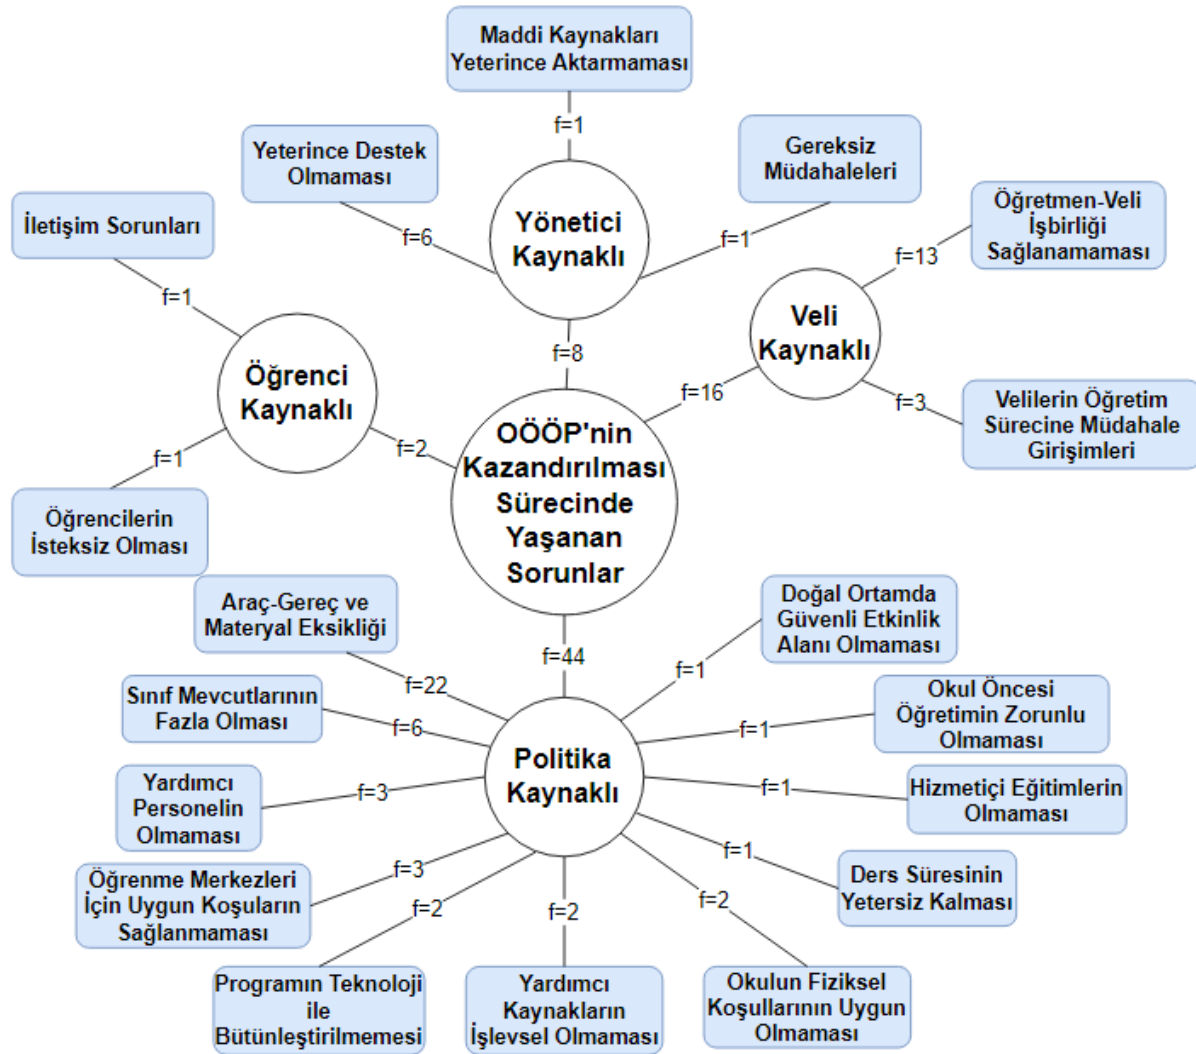 Maddi Kaynakları
Yeterince Aktarmaması
f=1
Yeterince Destek
Olmaması
f=6
Gereksiz
Müdahaleleri
f=1
Yönetici
Kaynaklı
f=8
İletişim Sorunları
f=1
Öğrenci
Kaynaklı
f=2
f=1
Öğrencilerin
İsteksiz Olması
Öğretmen-Veli
İşbirliği
Sağlanamaması
f=13
Veli
Kaynaklı
f=16
f=3
Velilerin Öğretim
Sürecine Müdahale
Girişimleri
OÖÖP'nin
Kazandırılması
Sürecinde
Yaşanan
Sorunlar
f=44
Politika
Kaynaklı
Araç-Gereç ve
Materyal Eksikliği
f=22
Sınıf Mevcutlarının
Fazla Olması
f=6
Yardımcı
Personelin
Olmaması
f=3
Öğrenme Merkezleri
İçin Uygun Koşuların
Sağlanmaması
f=3
Programın Teknoloji
ile
Bütünleştirilmemesi
f=2
Yardımcı
Kaynakların
İşlevsel Olmaması
f=2
Okulun Fiziksel
Koşullarının Uygun
Olmaması
f=2
Ders Süresinin
Yetersiz Kalması
f=1
Hizmetiçi Eğitimlerin
Olmaması
f=1
Okul Öncesi
Öğretimin Zorunlu
Olmaması
f=1
Doğal Ortamda
Güvenli Etkinlik
Alanı Olmaması
f=1